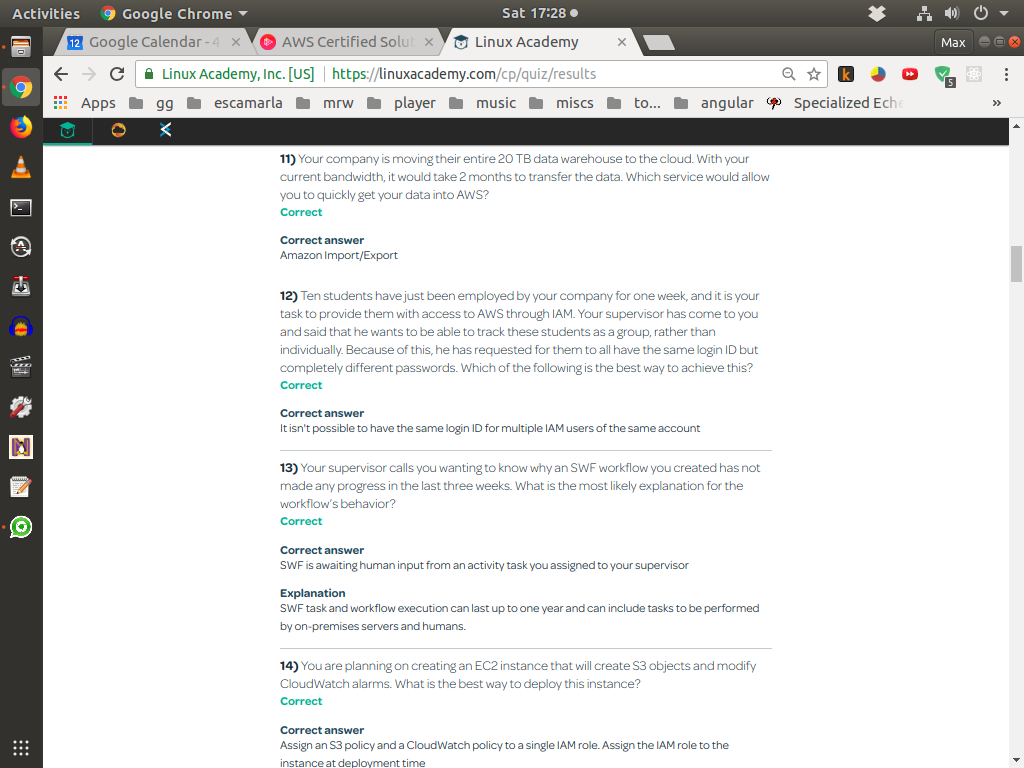 Activities Google Chrome Sat 17:28
Google Calendar - 4 AWS Certified Solut Linux Academy Max
Linux Academy, Inc. [US] https://linuxacademy.com/cp/quiz/results 5
Apps gg escamarla mrw player music miscs to... angular Specialized Eche »
11) Your company is moving their entire 20 TB data warehouse to the cloud. With your
current bandwidth, it would take 2 months to transfer the data. Which service would allow
you to quickly get your data into AWS?
Correct
Correct answer
Amazon Import/Export
12) Ten students have just been employed by your company for one week, and it is your
task to provide them with access to AWS through IAM. Your supervisor has come to you
and said that he wants to be able to track these students as a group, rather than
individually. Because of this, he has requested for them to all have the same login ID but
completely different passwords. Which of the following is the best way to achieve this?
Correct
Correct answer
It isn't possible to have the same login ID for multiple IAM users of the same account
13) Your supervisor calls you wanting to know why an SWF workflow you created has not
made any progress in the last three weeks. What is the most likely explanation for the
workflow's behavior?
Correct
Correct answer
SWF is awaiting human input from an activity task you assigned to your supervisor
Explanation
SWF task and workflow execution can last up to one year and can include tasks to be performed
by on-premises servers and humans.
14) You are planning on creating an EC2 instance that will create S3 objects and modify
CloudWatch alarms. What is the best way to deploy this instance?
Correct
Correct answer
Assign an S3 policy and a CloudWatch policy to a single IAM role. Assign the IAM role to the
instance at deployment time